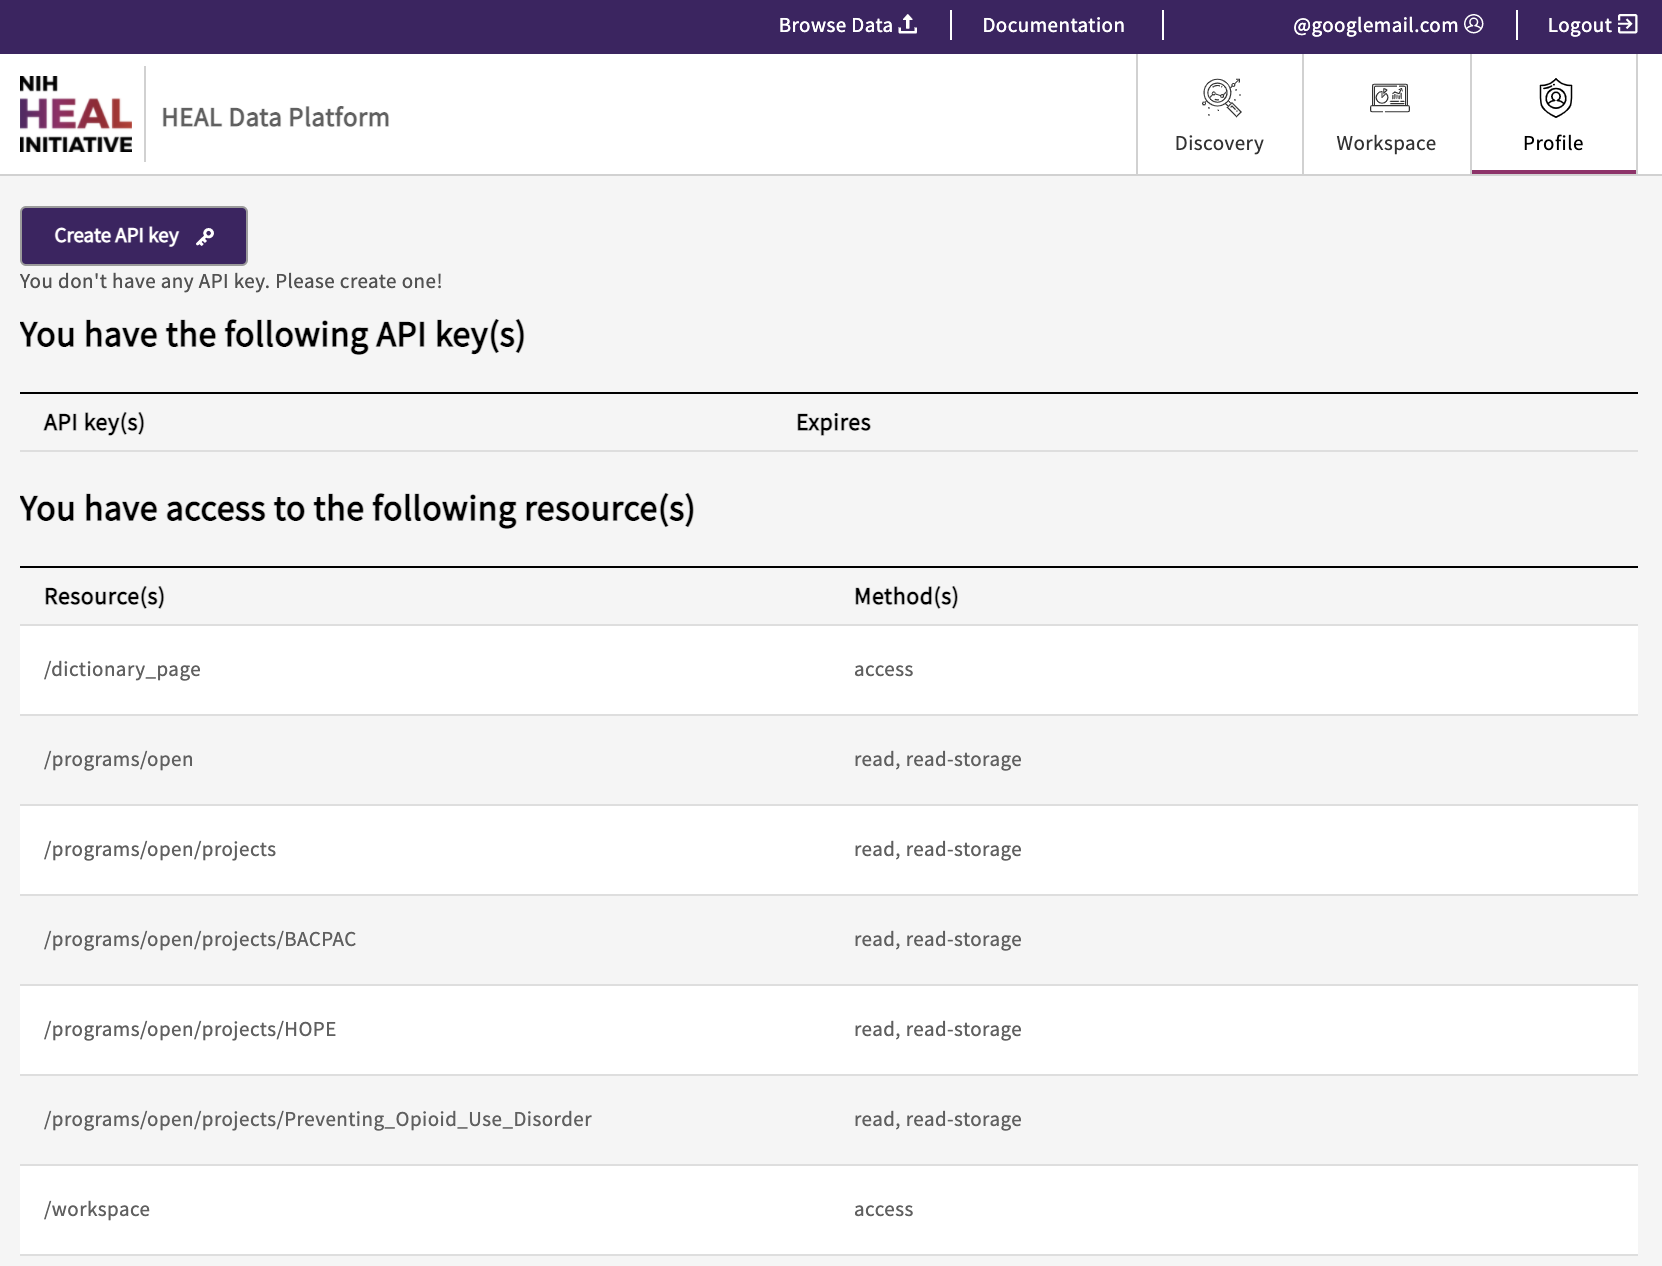 Browse Data
Documentation
@googlemail.com
Logout
NIH
HEAL
INITIATIVE
HEAL Data Platform
Discovery
Workspace
Profile
Create API key
You don't have any API key. Please create one!
You have the following API key(s)
API key(s) Expires
You have access to the following resource(s)
Resource(s) Method(s)
/dictionary_page access
/programs/open read, read-storage
/programs/open/projects read, read-storage
/programs/open/projects/BACPAC read, read-storage
/programs/open/projects/HOPE read, read-storage
/programs/open/projects/Preventing_Opioid_Use_Disorder read, read-storage
/workspace access